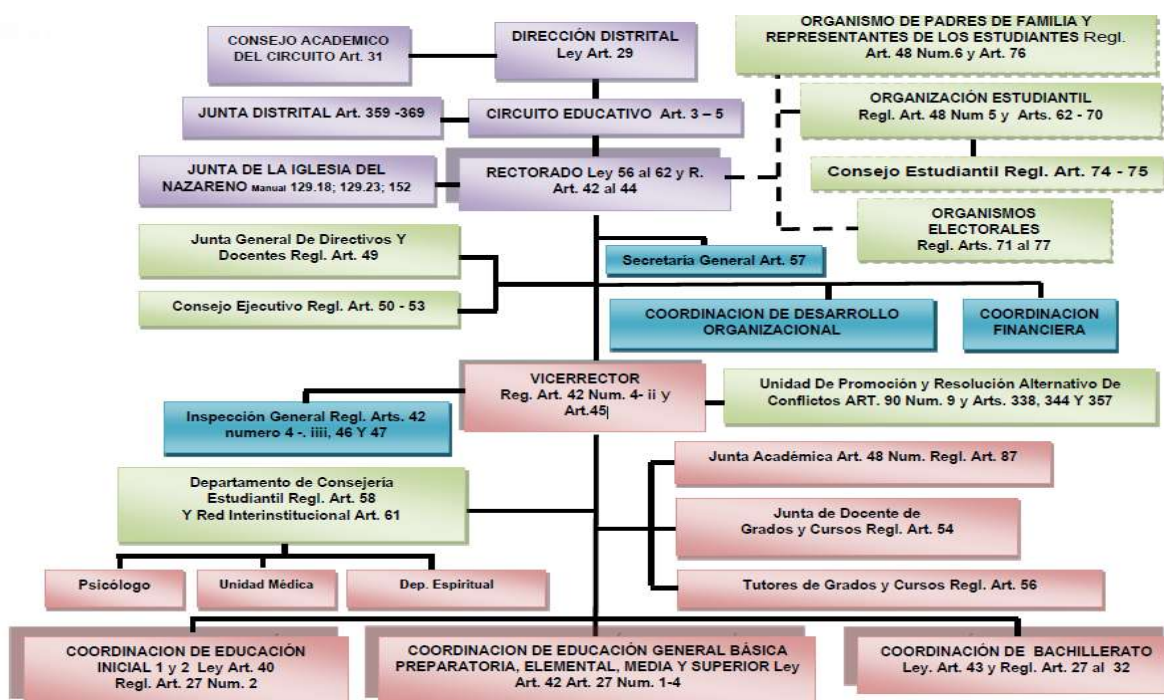 CONSEJO ACADEMICO
DEL CIRCUITO Art. 31
DIRECCIÓN DISTRITAL
Ley Art. 29
ORGANISMO DE PADRES DE FAMILIA Y
REPRESENTANTES DE LOS ESTUDIANTES Regl.
Art. 48 Num.6 y Art. 76
JUNTA DISTRITAL Art. 359 -369
CIRCUITO EDUCATIVO Art. 3 – 5
ORGANIZACIÓN ESTUDIANTIL
Regl. Art. 48 Num 5 y Arts. 62 - 70
JUNTA DE LA IGLESIA DEL
NAZARENO Manual 129.18; 129.23; 152
RECTORADO Ley 56 al 62 y R.
Art. 42 al 44
Consejo Estudiantil Regl. Art. 74 - 75
ORGANISMOS
ELECTORALES
Regl. Arts. 71 al 77
Junta General De Directivos Y
Docentes Regl. Art. 49
Secretaría General Art. 57
Consejo Ejecutivo Regl. Art. 50 - 53
COORDINACION DE DESARROLLO
ORGANIZACIONAL
COORDINACION
FINANCIERA
VICERRECTOR
Reg. Art. 42 Num. 4- ii y
Art.45
Unidad De Promoción y Resolución Alternativo De
Conflictos ART. 90 Num. 9 y Arts. 338, 344 Y 357
Inspección General Regl. Arts. 42
numero 4 -. iiii, 46 Y 47
Junta Académica Art. 48 Num. Regl. Art. 87
Departamento de Consejería
Estudiantil Regl. Art. 58
Y Red Interinstitucional Art. 61
Junta de Docente de
Grados y Cursos Regl. Art. 54
Psicólogo
Unidad Médica
Dep. Espiritual
Tutores de Grados y Cursos Regl. Art. 56
COORDINACION DE EDUCACIÓN
INICIAL 1 y 2 Ley Art. 40
Regl. Art. 27 Num. 2
COORDINACION DE EDUCACIÓN GENERAL BÁSICA
PREPARATORIA, ELEMENTAL, MEDIA Y SUPERIOR Ley
Art. 42 Art. 27 Num. 1-4
COORDINACIÓN DE BACHILLERATO
Ley. Art. 43 y Regl. Art. 27 al 32